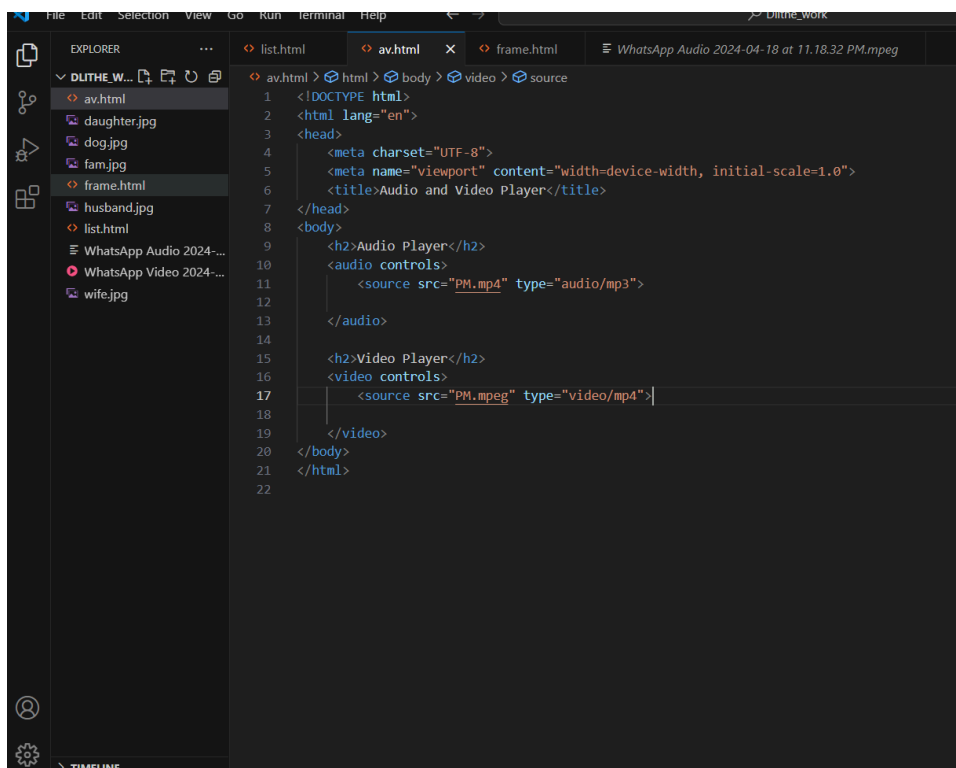 File Edit Selection View Go Run Terminal Help
Dlithe_work
EXPLORER
list.html
av.html
frame.html
WhatsApp Audio 2024-04-18 at 11.18.32 PM.mpeg
DLITHE_W...
av.html > html > body > video > source
av.html
daughter.jpg
dog.jpg
fam.jpg
frame.html
husband.jpg
list.html
WhatsApp Audio 2024-...
WhatsApp Video 2024-...
wife.jpg
TIMELINE
1 <!DOCTYPE html>
2 <html lang="en">
3 <head>
4 <meta charset="UTF-8">
5 <meta name="viewport" content="width=device-width, initial-scale=1.0">
6 <title>Audio and Video Player</title>
7 </head>
8 <body>
9 <h2>Audio Player</h2>
10 <audio controls>
11 <source src="PM.mp4" type="audio/mp3">
12
13 </audio>
14
15 <h2>Video Player</h2>
16 <video controls>
17 <source src="PM.mpeg" type="video/mp4">
18
19 </video>
20 </body>
21 </html>
22